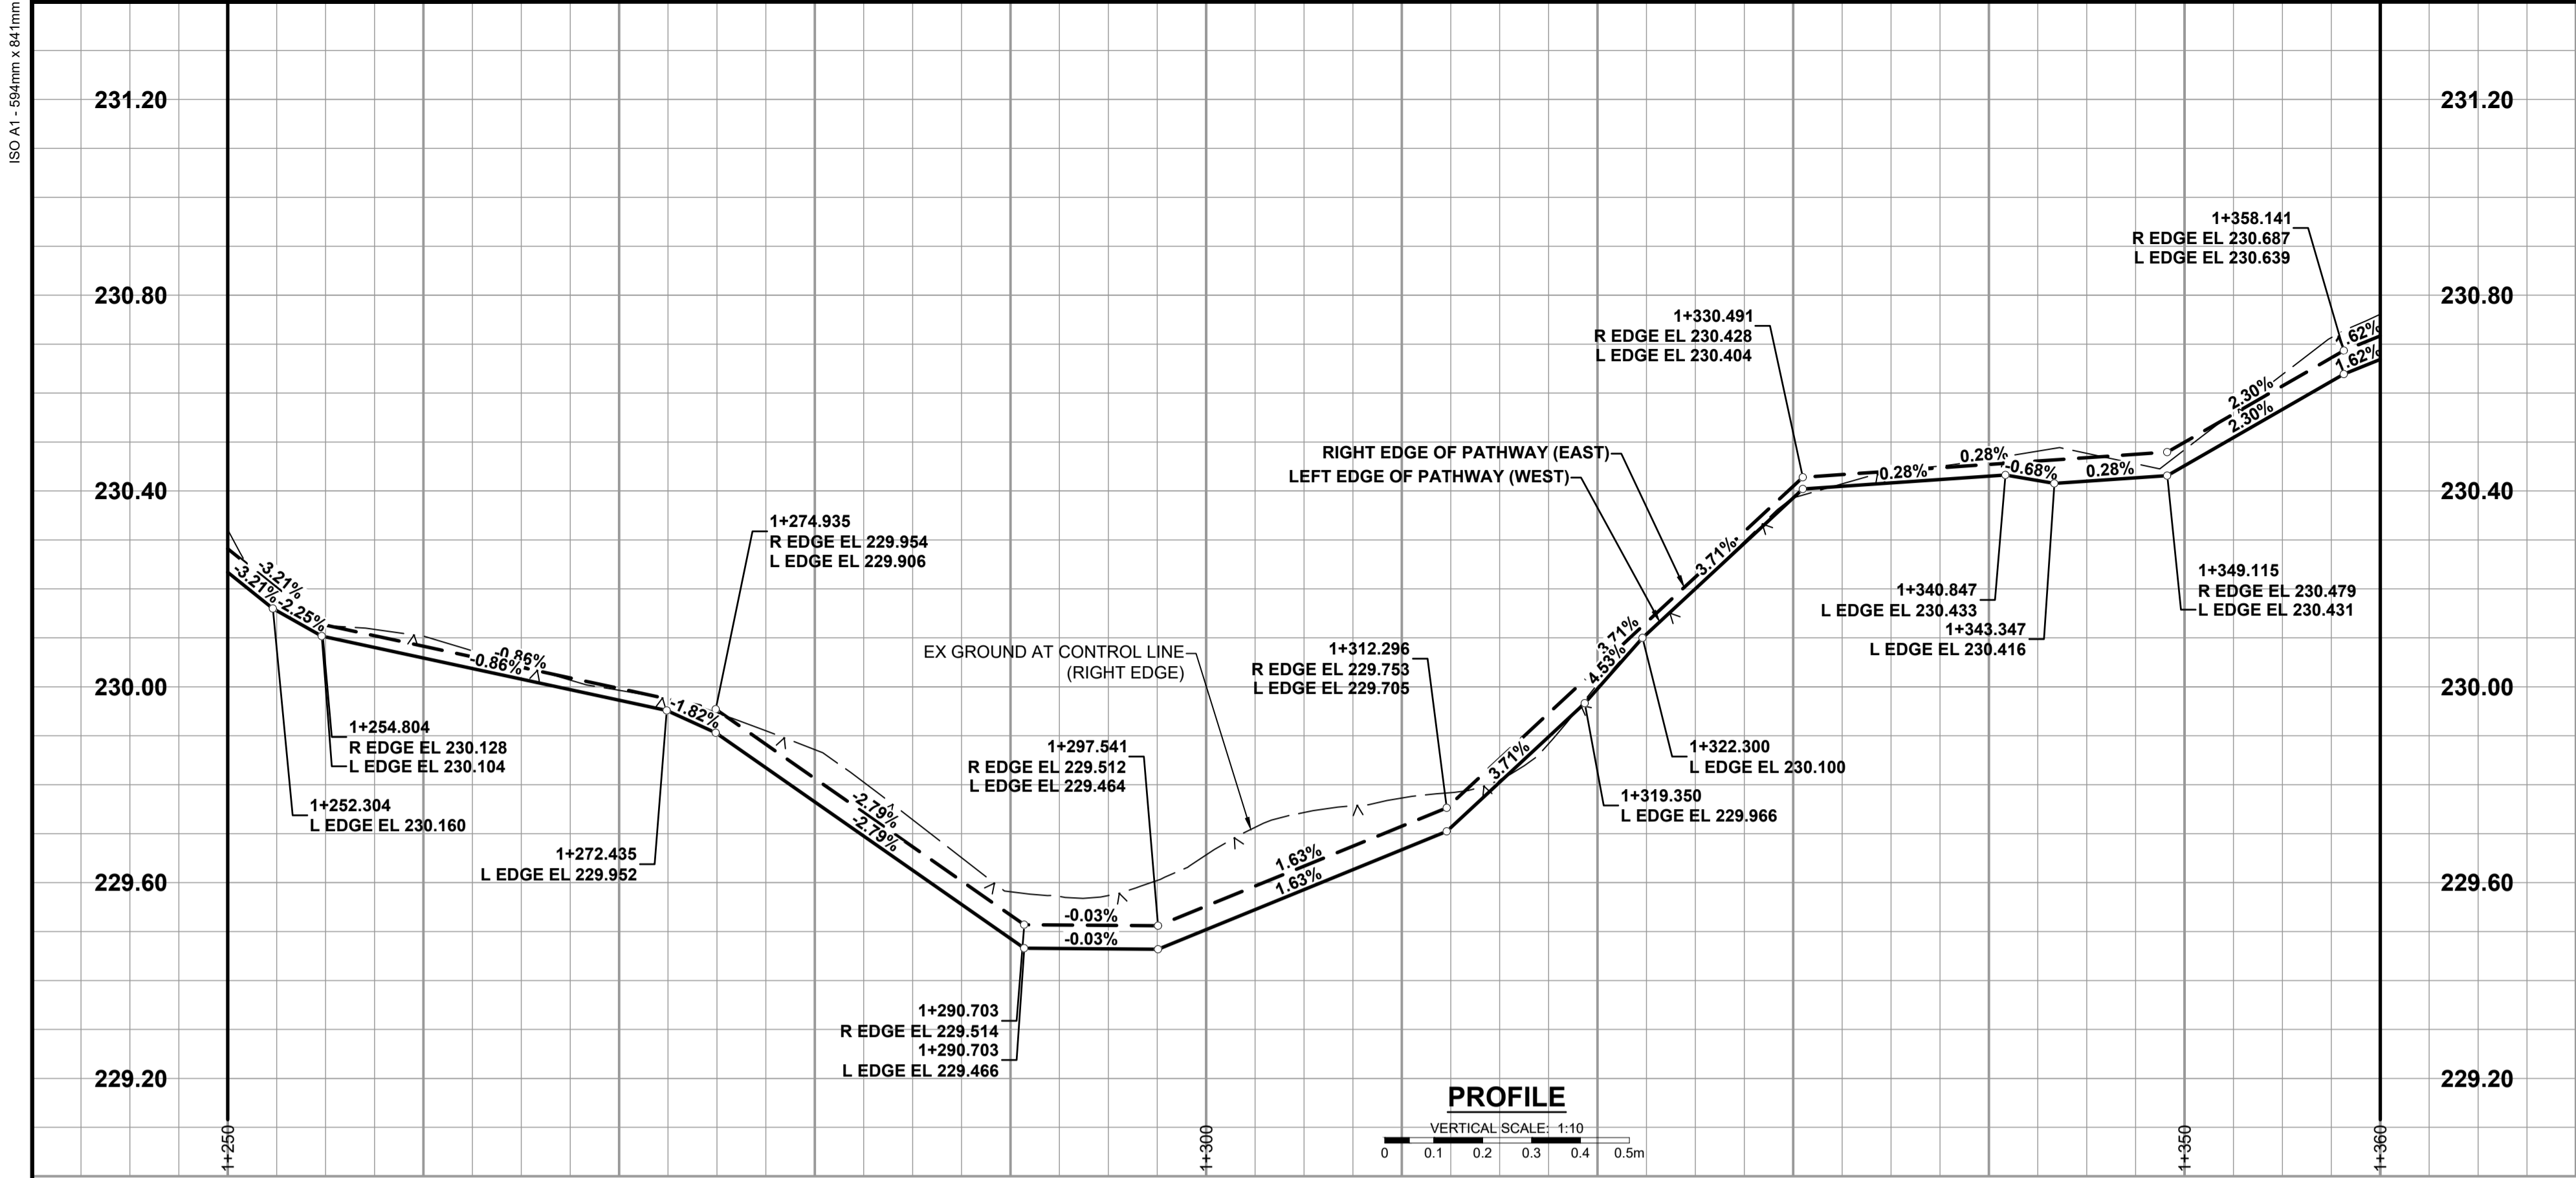 ISO A1 - 594mm x 841mm
231.20
231.20
1+358.141
R EDGE EL 230.687
L EDGE EL 230.639
230.80
230.80
1+330.491
R EDGE EL 230.428
L EDGE EL 230.404
1.62%
1.62%
2.30%
2.30%
RIGHT EDGE OF PATHWAY (EAST)
LEFT EDGE OF PATHWAY (WEST)
0.28%
0.28%
-0.68%
0.28%
230.40
230.40
1+274.935
R EDGE EL 229.954
L EDGE EL 229.906
3.71%
-3.21%
-3.21%
-2.25%
1+340.847
L EDGE EL 230.433
1+343.347
L EDGE EL 230.416
1+349.115
R EDGE EL 230.479
L EDGE EL 230.431
-0.86%
-0.86%
EX GROUND AT CONTROL LINE
(RIGHT EDGE)
1+312.296
R EDGE EL 229.753
L EDGE EL 229.705
3.71%
4.53%
230.00
230.00
-1.82%
1+254.804
R EDGE EL 230.128
L EDGE EL 230.104
1+297.541
R EDGE EL 229.512
L EDGE EL 229.464
3.71%
1+322.300
L EDGE EL 230.100
1+252.304
L EDGE EL 230.160
-2.79%
-2.79%
1+319.350
L EDGE EL 229.966
1+272.435
L EDGE EL 229.952
1.63%
1.63%
229.60
229.60
-0.03%
-0.03%
1+290.703
R EDGE EL 229.514
1+290.703
L EDGE EL 229.466
229.20
229.20
PROFILE
VERTICAL SCALE: 1:10
0 0.1 0.2 0.3 0.4 0.5m
1+250
1+300
1+350
1+360